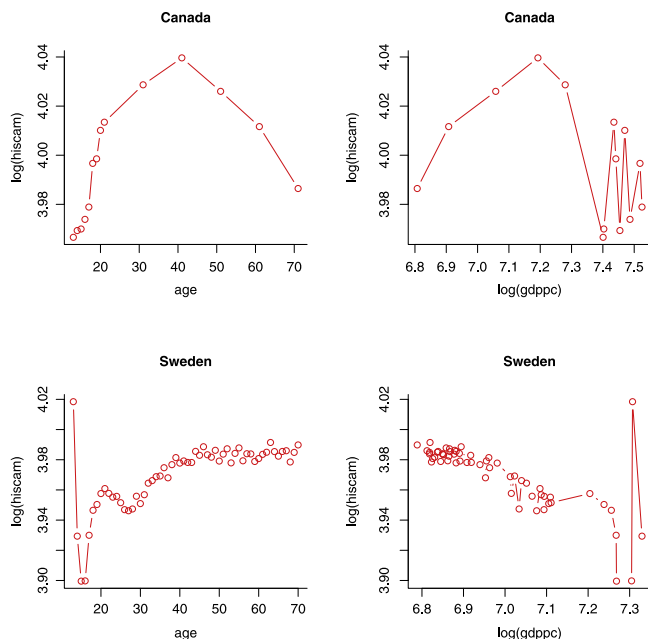 Canada
log(hiscam)
3.98 4.00 4.02 4.04
20 30 40 50 60 70
age
Canada
log(hiscam)
3.98 4.00 4.02 4.04
6.8 6.9 7.0 7.1 7.2 7.3 7.4 7.5
log(gdppc)
Sweden
log(hiscam)
3.90 3.94 3.98 4.02
20 30 40 50 60 70
age
Sweden
log(hiscam)
3.90 3.94 3.98 4.02
6.8 6.9 7.0 7.1 7.2 7.3
log(gdppc)